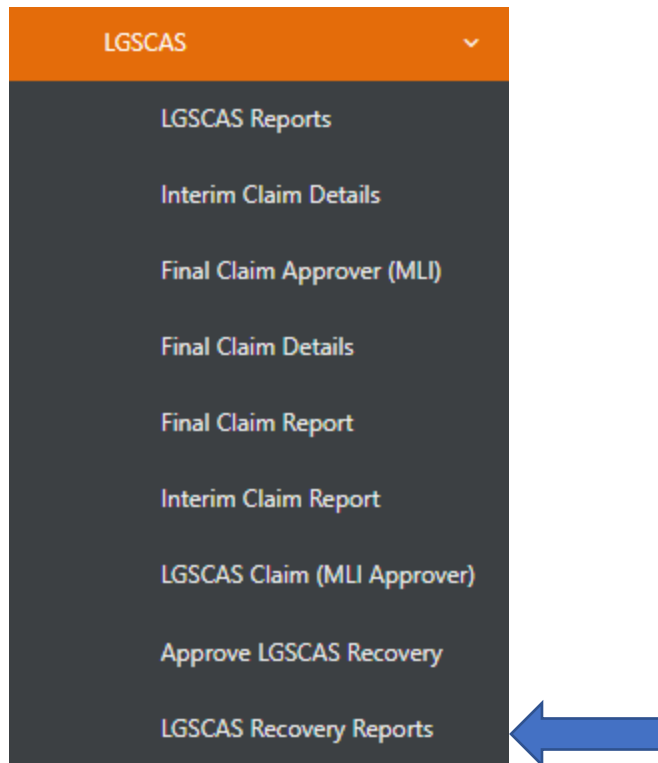 LGSCAS
LGSCAS Reports
Interim Claim Details
Final Claim Approver (MLI)
Final Claim Details
Final Claim Report
Interim Claim Report
LGSCAS Claim (MLI Approver)
Approve LGSCAS Recovery
LGSCAS Recovery Reports